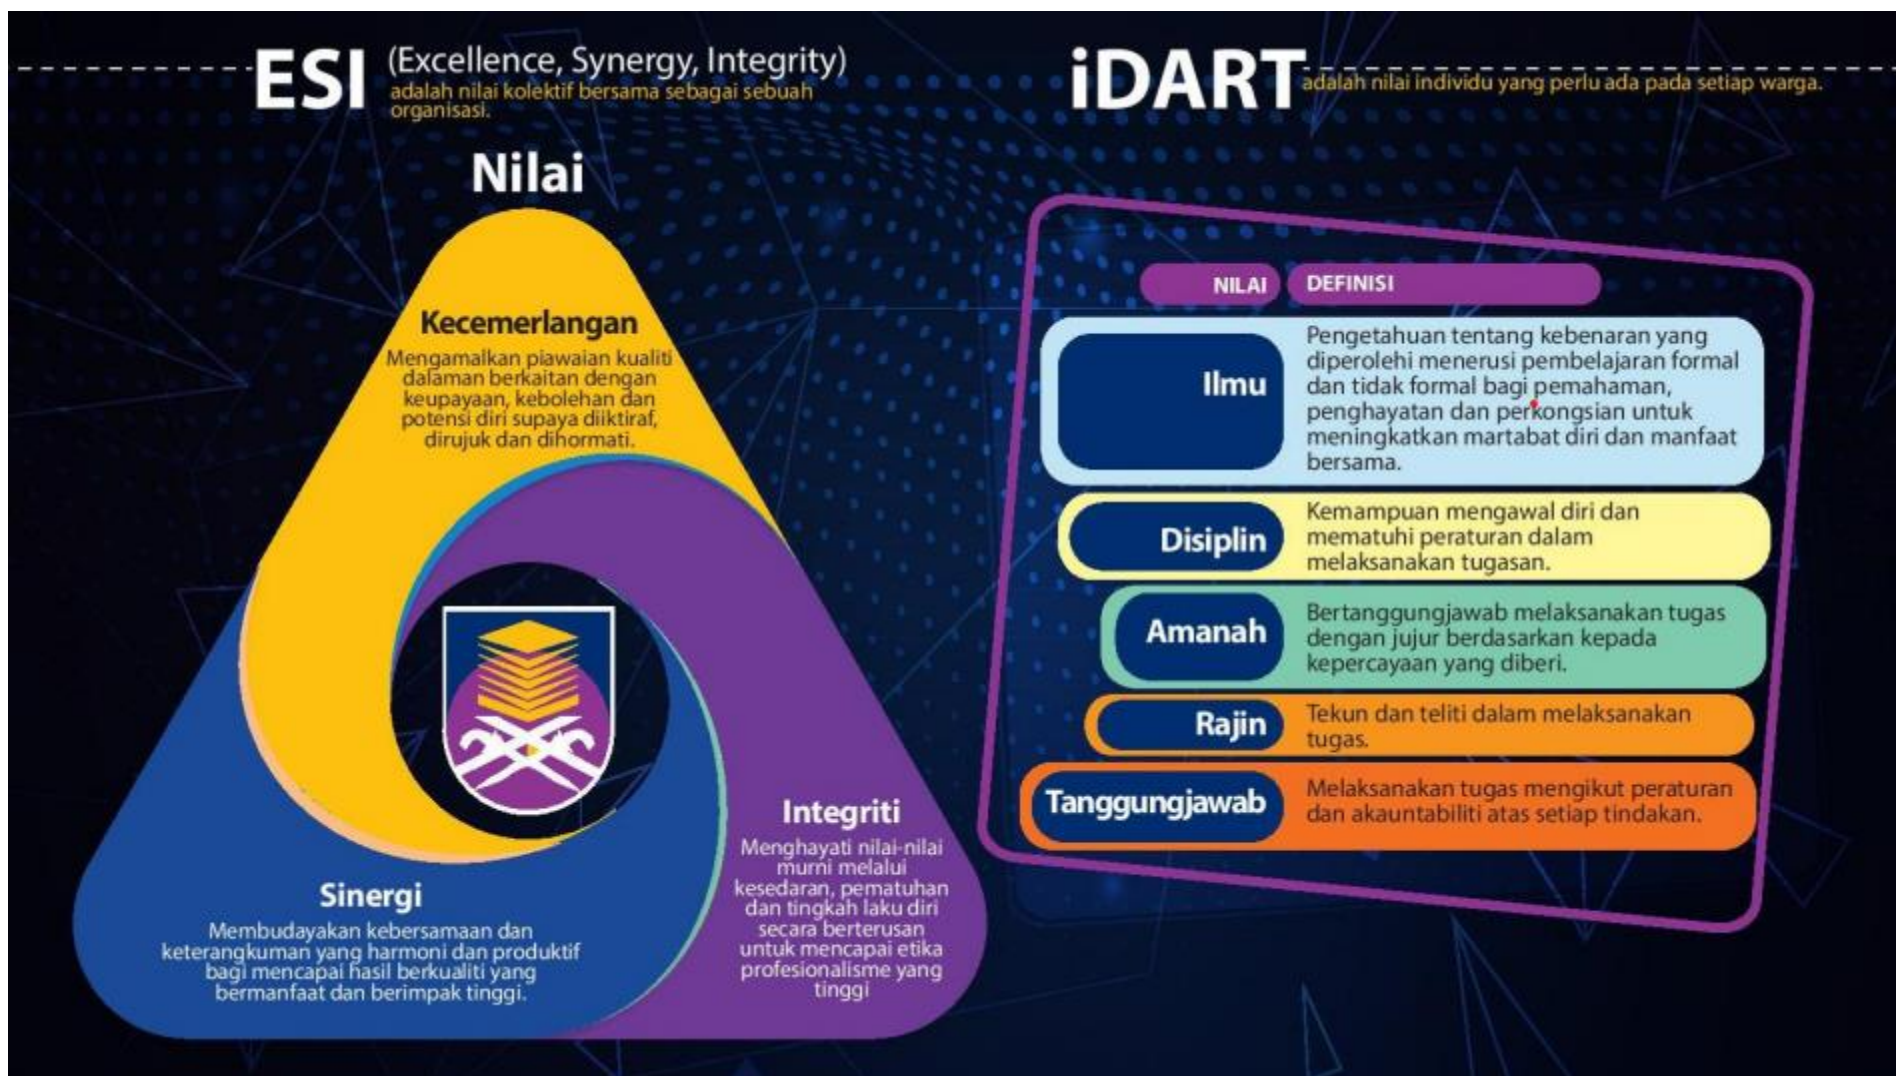 ESI (Excellence, Synergy, Integrity)
adalah nilai kolektif bersama sebagai sebuah
organisasi.
Nilai
Kecemerlangan
Mengamalkan piawaian kualiti
dalaman berkaitan dengan
keupayaan, kebolehan dan
potensi diri supaya diiktiraf,
dirujuk dan dihormati.
Sinergi
Membudayakan kebersamaan dan
keterangkuman yang harmoni dan produktif
bagi mencapai hasil berkualiti yang
bermanfaat dan berimpak tinggi.
Integriti
Menghayati nilai-nilai
murni melalui
kesedaran, pematuhan
dan tingkah laku diri
secara berterusan
untuk mencapai etika
profesionalisme yang
tinggi
iDART adalah nilai individu yang perlu ada pada setiap warga.
NILAI DEFINISI
Ilmu
Pengetahuan tentang kebenaran yang
diperolehi menerusi pembelajaran formal
dan tidak formal bagi pemahaman,
penghayatan dan perkongsian untuk
meningkatkan martabat diri dan manfaat
bersama.
Disiplin
Kemampuan mengawal diri dan
mematuhi peraturan dalam
melaksanakan tugasan.
Amanah
Bertanggungjawab melaksanakan tugas
dengan jujur berdasarkan kepada
kepercayaan yang diberi.
Rajin
Tekun dan teliti dalam melaksanakan
tugas.
Tanggungjawab
Melaksanakan tugas mengikut peraturan
dan akauntabiliti atas setiap tindakan.